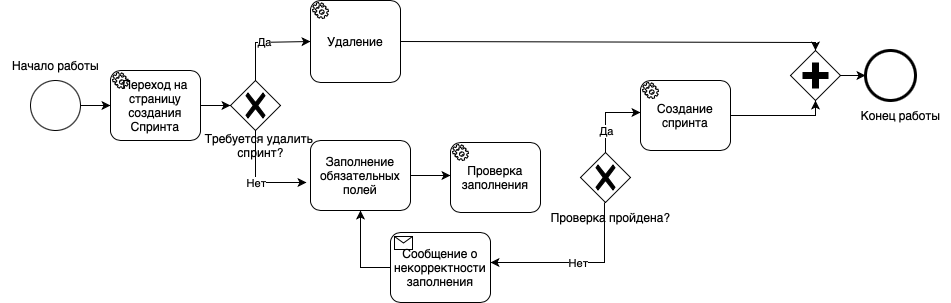 Начало работы
Переход на
страницу
создания
Спринта
Требуется удалить
спринт?
Да
Удаление
Нет
Заполнение
обязательных
полей
Проверка
заполнения
Сообщение о
некорректности
заполнения
Проверка пройдена?
Да
Нет
Создание
спринта
Конец работы